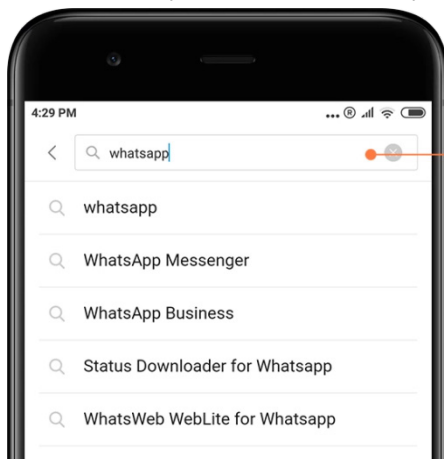 4:29 PM
whatsapp
whatsapp
WhatsApp Messenger
WhatsApp Business
Status Downloader for Whatsapp
WhatsWeb WebLite for Whatsapp